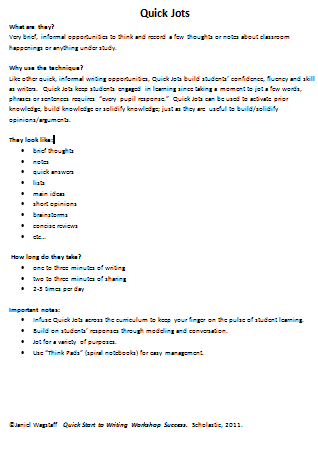 Quick Jots
What are they?
Very brief, informal opportunities to think and record a few thoughts or notes about classroom
happenings or anything under study.
Why use the technique?
Like other quick, informal writing opportunities, Quick Jots build students' confidence, fluency and skill
as writers. Quick Jots keep students engaged in learning since taking a moment to jot a few words,
phrases or sentences requires "every pupil response." Quick Jots can be used to activate prior
knowledge, build knowledge or solidify knowledge; just as they are useful to build/solidify
opinions/arguments.
They look like:
• brief thoughts
• notes
• quick answers
• lists
• main ideas
• short opinions
• brainstorms
• concise reviews
• etc...
How long do they take?
• one to three minutes of writing
• two to three minutes of sharing
• 2-5 times per day
Important notes:
• Infuse Quick Jots across the curriculum to keep your finger on the pulse of student learning.
• Build on students' responses through modeling and conversation.
• Jot for a variety of purposes.
• Use "Think Pads" (spiral notebooks) for easy management.
©Janiel Wagstaff Quick Start to Writing Workshop Success. Scholastic, 2011.